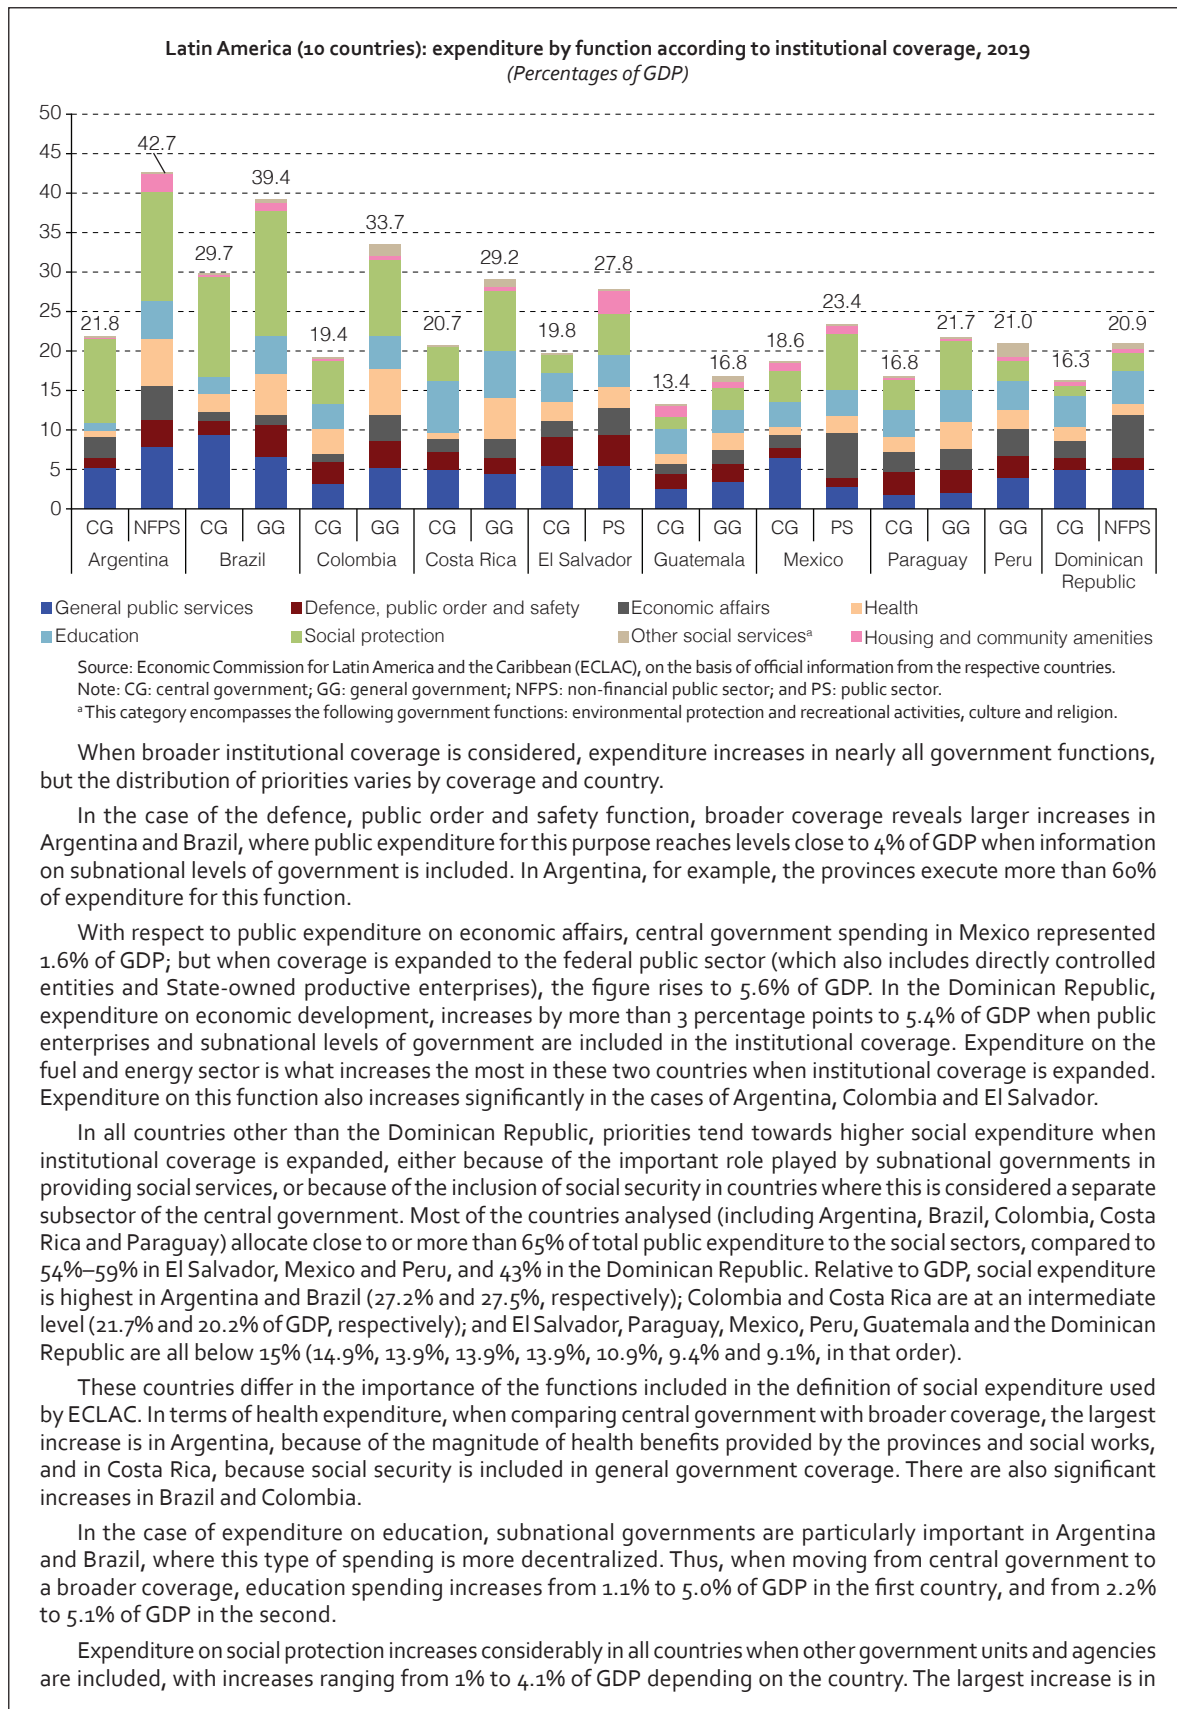 Latin America (10 countries): expenditure by function according to institutional coverage, 2019
(Percentages of GDP)
50
45
40
35
30
25
20
15
10
5
0
21.8
42.7
29.7
39.4
19.4
33.7
20.7
29.2
19.8
27.8
13.4
16.8
18.6
23.4
16.8
21.7
21.0
16.3
20.9
CG NFPS CG GG CG GG CG GG CG PS CG GG CG PS CG GG GG CG NFPS
Argentina Brazil Colombia Costa Rica El Salvador Guatemala Mexico Paraguay Peru Dominican
Republic
General public services Defence, public order and safety Economic affairs Health
Education Social protection Other social servicesᵃ Housing and community amenities
Source: Economic Commission for Latin America and the Caribbean (ECLAC), on the basis of official information from the respective countries.
Note: CG: central government; GG: general government; NFPS: non-financial public sector; and PS: public sector.
ᵃ This category encompasses the following government functions: environmental protection and recreational activities, culture and religion.
When broader institutional coverage is considered, expenditure increases in nearly all government functions,
but the distribution of priorities varies by coverage and country.
In the case of the defence, public order and safety function, broader coverage reveals larger increases in
Argentina and Brazil, where public expenditure for this purpose reaches levels close to 4% of GDP when information
on subnational levels of government is included. In Argentina, for example, the provinces execute more than 60%
of expenditure for this function.
With respect to public expenditure on economic affairs, central government spending in Mexico represented
1.6% of GDP; but when coverage is expanded to the federal public sector (which also includes directly controlled
entities and State-owned productive enterprises), the figure rises to 5.6% of GDP. In the Dominican Republic,
expenditure on economic development, increases by more than 3 percentage points to 5.4% of GDP when public
enterprises and subnational levels of government are included in the institutional coverage. Expenditure on the
fuel and energy sector is what increases the most in these two countries when institutional coverage is expanded.
Expenditure on this function also increases significantly in the cases of Argentina, Colombia and El Salvador.
In all countries other than the Dominican Republic, priorities tend towards higher social expenditure when
institutional coverage is expanded, either because of the important role played by subnational governments in
providing social services, or because of the inclusion of social security in countries where this is considered a separate
subsector of the central government. Most of the countries analysed (including Argentina, Brazil, Colombia, Costa
Rica and Paraguay) allocate close to or more than 65% of total public expenditure to the social sectors, compared to
54%–59% in El Salvador, Mexico and Peru, and 43% in the Dominican Republic. Relative to GDP, social expenditure
is highest in Argentina and Brazil (27.2% and 27.5%, respectively); Colombia and Costa Rica are at an intermediate
level (21.7% and 20.2% of GDP, respectively); and El Salvador, Paraguay, Mexico, Peru, Guatemala and the Dominican
Republic are all below 15% (14.9%, 13.9%, 13.9%, 13.9%, 10.9%, 9.4% and 9.1%, in that order).
These countries differ in the importance of the functions included in the definition of social expenditure used
by ECLAC. In terms of health expenditure, when comparing central government with broader coverage, the largest
increase is in Argentina, because of the magnitude of health benefits provided by the provinces and social works,
and in Costa Rica, because social security is included in general government coverage. There are also significant
increases in Brazil and Colombia.
In the case of expenditure on education, subnational governments are particularly important in Argentina
and Brazil, where this type of spending is more decentralized. Thus, when moving from central government to
a broader coverage, education spending increases from 1.1% to 5.0% of GDP in the first country, and from 2.2%
to 5.1% of GDP in the second.
Expenditure on social protection increases considerably in all countries when other government units and agencies
are included, with increases ranging from 1% to 4.1% of GDP depending on the country. The largest increase is in